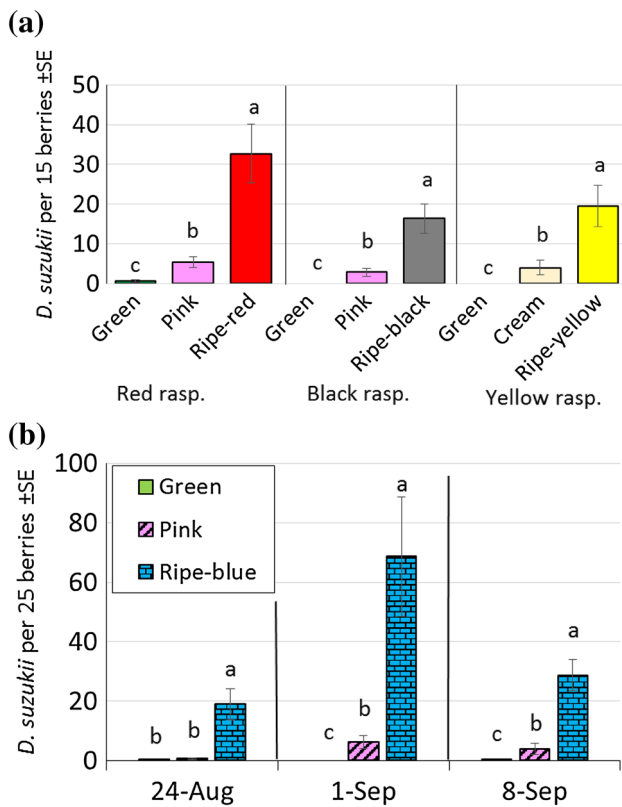 (a)
D. suzukii per 15 berries ±SE
50
40
30
20
10
0
c
b
a
c
b
a
c
b
a
Green
Pink
Ripe-red
Green
Pink
Ripe-black
Green
Cream
Ripe-yellow
Red rasp.
Black rasp.
Yellow rasp.
(b)
D. suzukii per 25 berries ±SE
100
80
60
40
20
0
Green
Pink
Ripe-blue
b
b
a
c
b
a
c
b
a
24-Aug
1-Sep
8-Sep